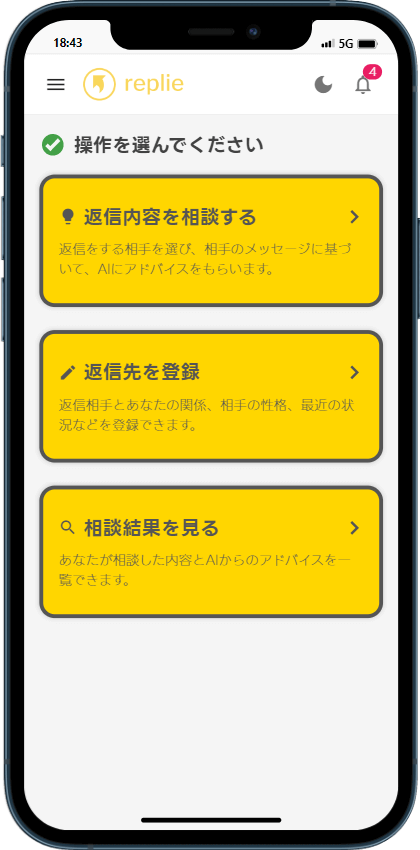 18:43
5G
replie
4
操作を選んでください
返信内容を相談する
返信をする相手を選び、相手のメッセージに基づ
いて、AIにアドバイスをもらいます。
返信先を登録
返信相手とあなたの関係、相手の性格、最近の状
況などを登録できます。
相談結果を見る
あなたが相談した内容とAIからのアドバイスを一
覧できます。